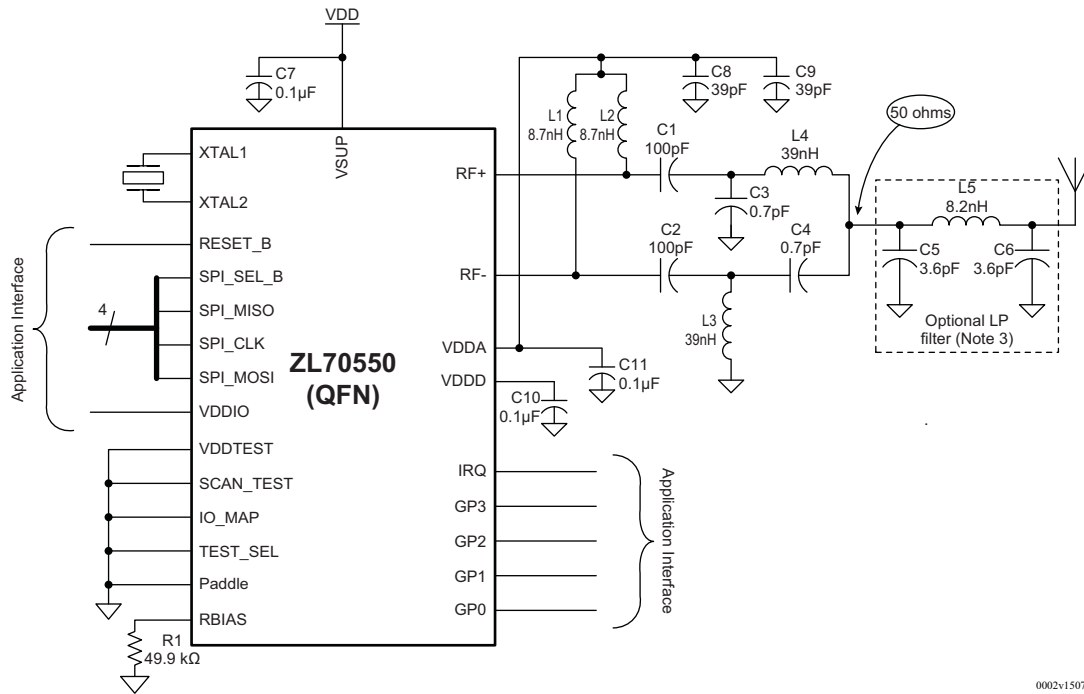 VDD
C7
0.1µF
C8
39pF
C9
39pF
L1
8.7nH
L2
8.7nH
C1
100pF
L4
39nH
50 ohms
XTAL1
XTAL2
VSUP
RF+
C3
0.7pF
L5
8.2nH
C2
100pF
C4
0.7pF
C5
3.6pF
C6
3.6pF
RESET_B
SPI_SEL_B
SPI_MISO
SPI_CLK
SPI_MOSI
VDDIO
4
Application Interface
RF-
L3
39nH
Optional LP
filter (Note 3)
ZL70550
(QFN)
VDDA
VDDD
C11
0.1µF
C10
0.1µF
VDDTEST
SCAN_TEST
IO_MAP
TEST_SEL
Paddle
RBIAS
IRQ
GP3
GP2
GP1
GP0
Application Interface
R1
49.9 kΩ
0002v1507